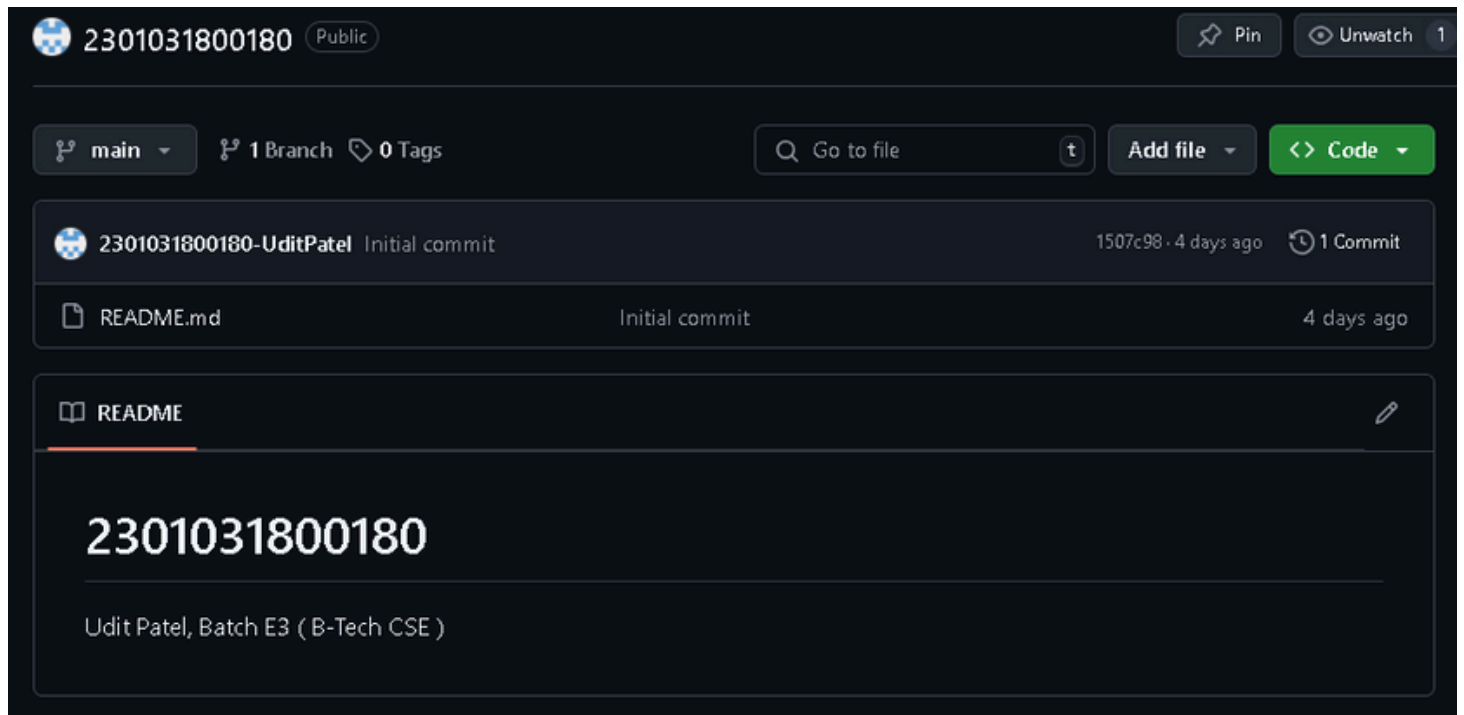 2301031800180 Public Pin Unwatch 1
main 1 Branch 0 Tags Go to file t Add file <> Code
2301031800180-UditPatel Initial commit 1507c98 · 4 days ago 1 Commit
README.md Initial commit 4 days ago
README
2301031800180
Udit Patel, Batch E3 ( B-Tech CSE )